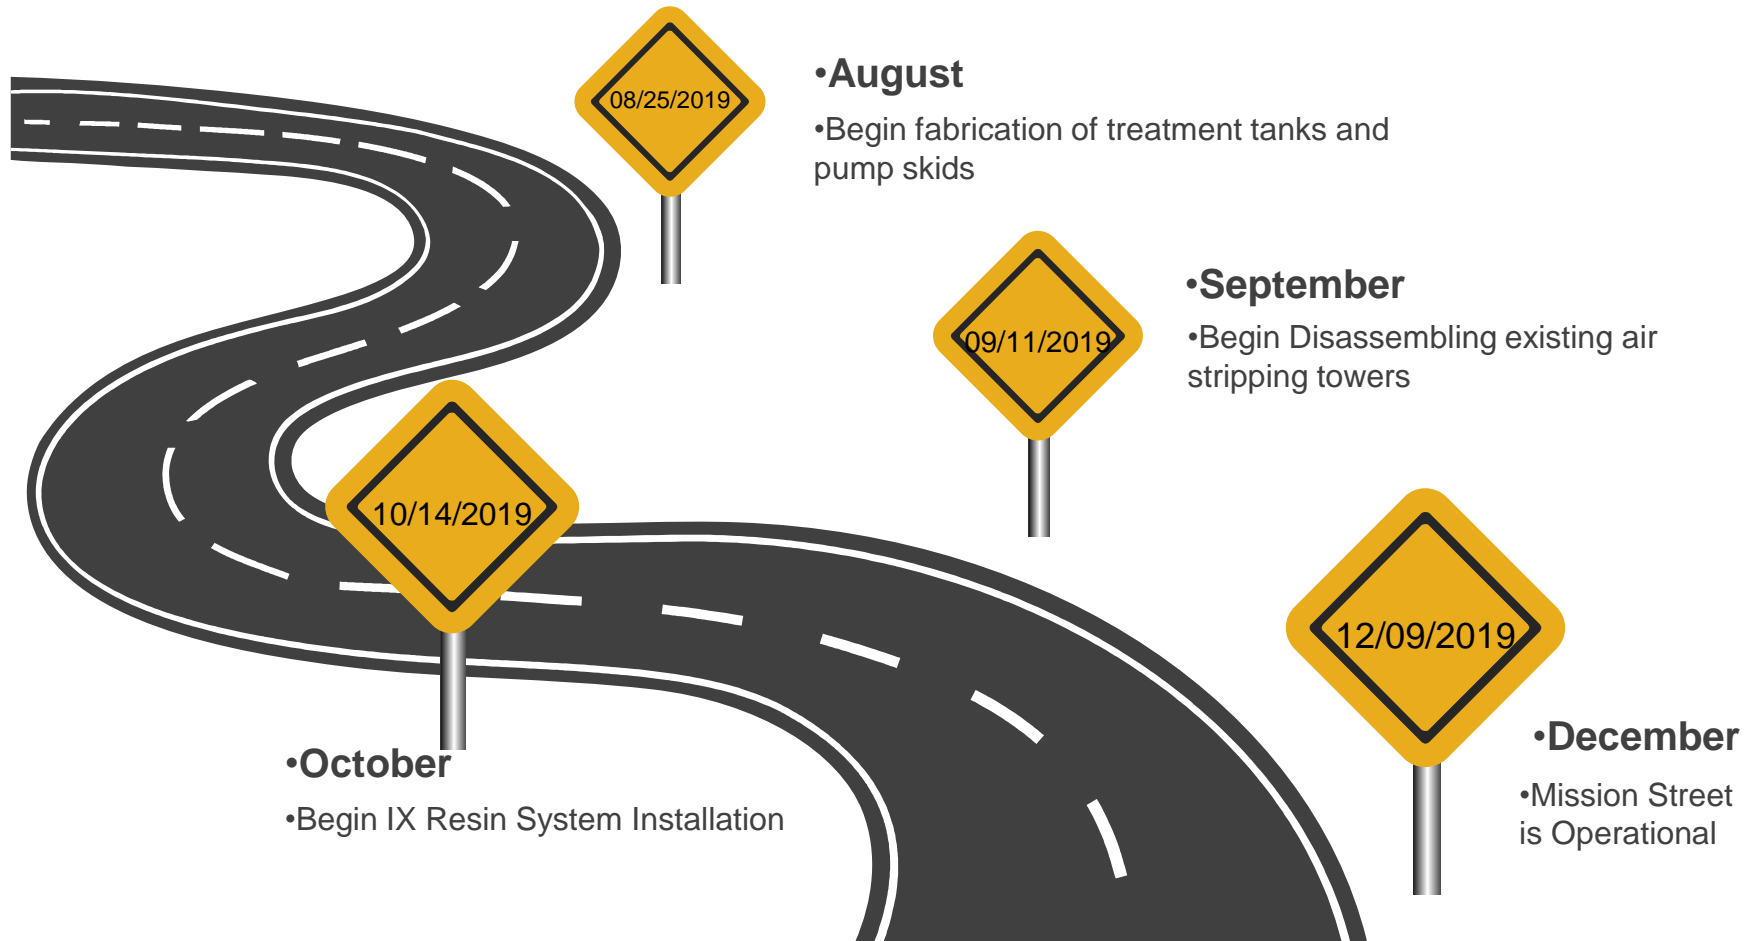 08/25/2019
•August
•Begin fabrication of treatment tanks and
pump skids
09/11/2019
•September
•Begin Disassembling existing air
stripping towers
10/14/2019
•October
•Begin IX Resin System Installation
12/09/2019
•December
•Mission Street
is Operational